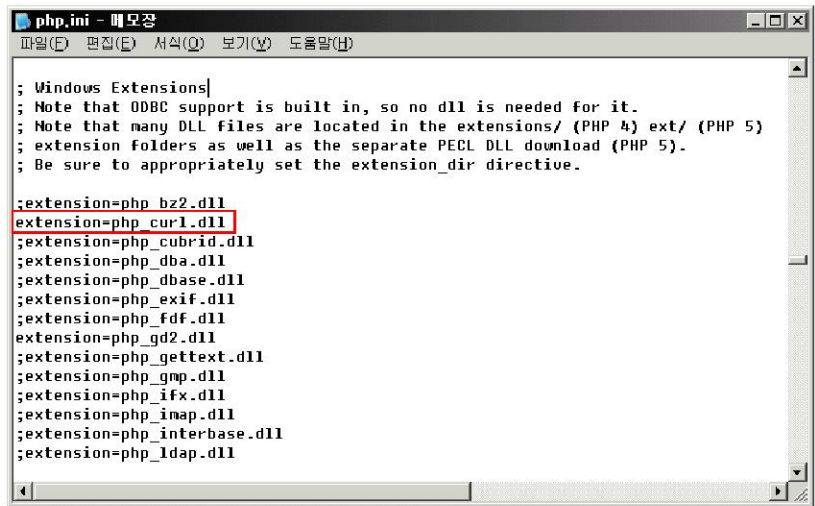 php.ini - 메모장
파일(F) 편집(E) 서식(O) 보기(V) 도움말(H)
; Windows Extensions
; Note that ODBC support is built in, so no dll is needed for it.
; Note that many DLL files are located in the extensions/ (PHP 4) ext/ (PHP 5)
; extension folders as well as the separate PECL DLL download (PHP 5).
; Be sure to appropriately set the extension_dir directive.
;extension=php_bz2.dll
extension=php_curl.dll
;extension=php_cubrid.dll
;extension=php_dba.dll
;extension=php_dbase.dll
;extension=php_exif.dll
;extension=php_fdf.dll
extension=php_gd2.dll
;extension=php_gettext.dll
;extension=php_gmp.dll
;extension=php_ifx.dll
;extension=php_imap.dll
;extension=php_interbase.dll
;extension=php_ldap.dll